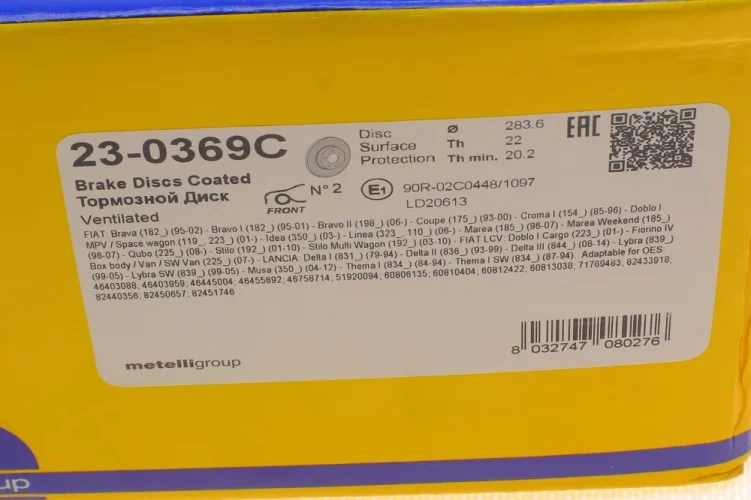 23-0369C
Disc Surface Protection
Ø 283.6
Th 22
Th min. 20.2
EAC
Brake Discs Coated
Тормозной Диск
Ventilated
FRONT
N° 2
E1
90R-02C0448/1097
LD20613
FIAT: Brava (182_) (95-02) - Bravo I (182_) (95-01) - Bravo II (198_) (06-) - Coupe (175_) (93-00) - Croma I (154_) (85-96) - Doblo I
MPV / Space wagon (119_, 223_) (01-) - Idea (350_) (03-) - Linea (323_, 110_) (06-) - Marea (185_) (96-07) - Marea Weekend (185_)
(96-07) - Qubo (225_) (08-) - Stilo (192_) (01-10) - Stilo Multi Wagon (192_) (03-10) - FIAT LCV: Doblo I Cargo (223_) (01-) - Fiorino IV
Box body / Van / SW Van (225_) (07-) - LANCIA: Delta I (831_) (79-94) - Delta II (836_) (93-99) - Delta III (844_) (08-14) - Lybra (839_)
(99-05) - Lybra SW (839_) (99-05) - Musa (350_) (04-12) - Thema I (834_) (84-94) - Thema I SW (834_) (87-94). Adaptable for OES:
46403088; 46403959; 46445004; 46455892; 46758714; 51920094; 60806135; 60810404; 60812422; 60813038; 71769483; 82433918;
82440356; 82450657; 82451746
metelligroup
8 032747 080276